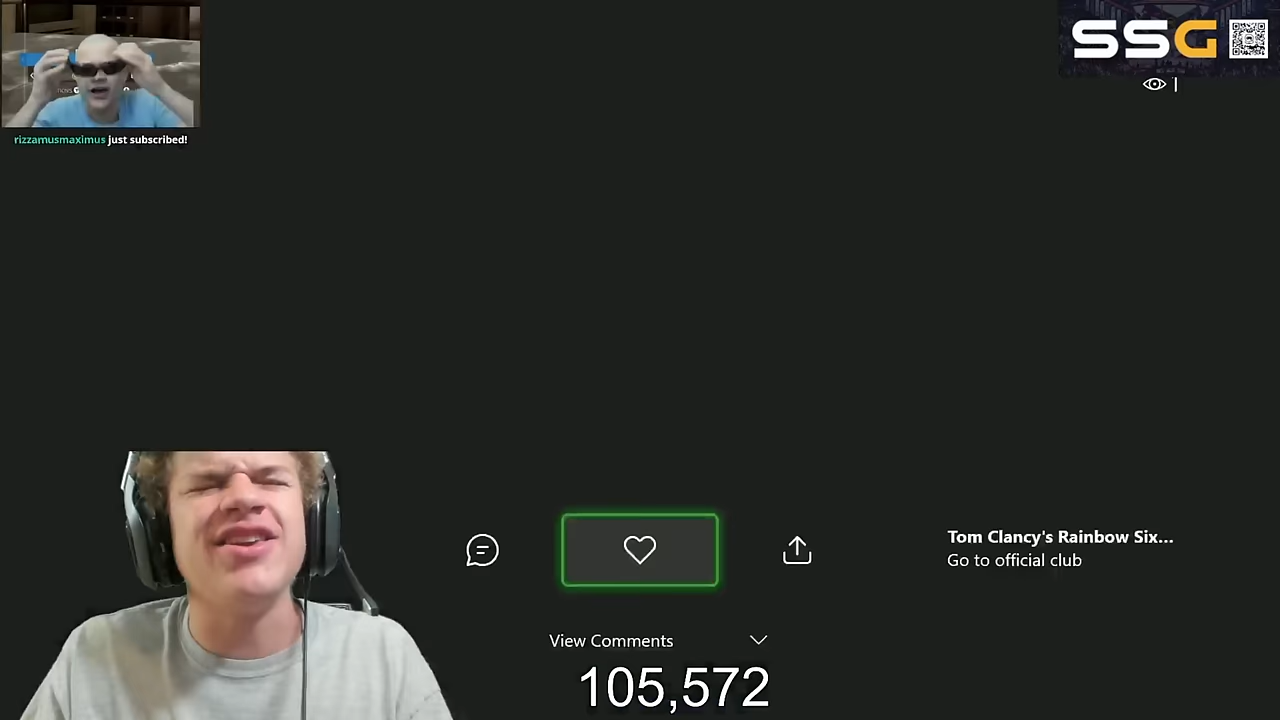 SSG
rizzamusmaximus just subscribed!
Tom Clancy's Rainbow Six...
Go to official club
View Comments
105,572